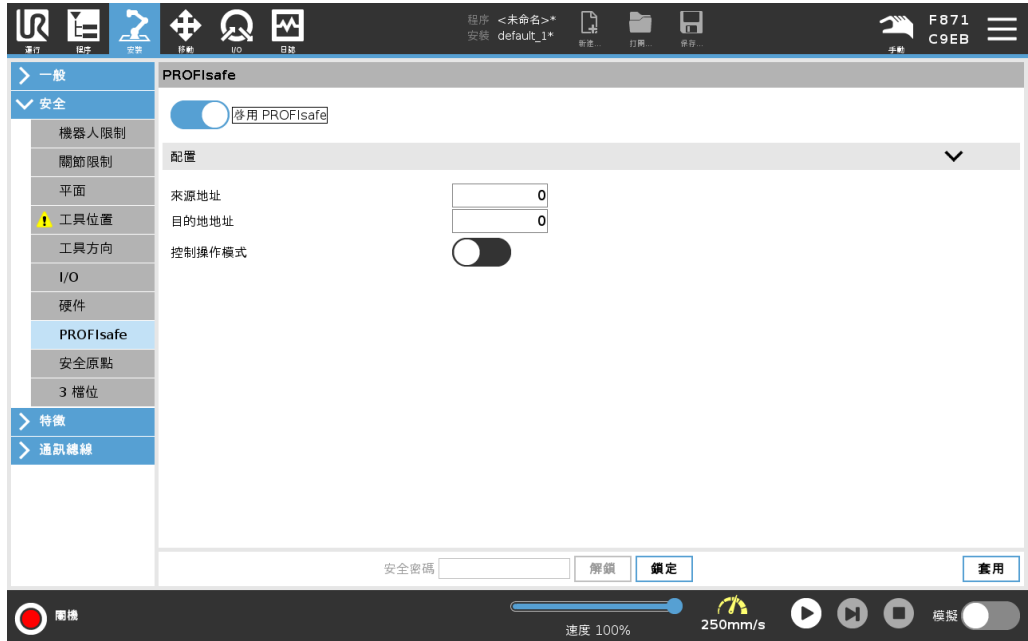 UR
運行
程序
安裝
移動
I/O
日誌
程序 <未命名>*
安裝 default_1*
新建...
打開...
保存...
手動
F871
C9EB
一般
安全
機器人限制
關節限制
平面
工具位置
工具方向
I/O
硬件
PROFIsafe
安全原點
3 檔位
特徵
通訊總線
PROFIsafe
啓用 PROFIsafe
配置
來源地址 0
目的地地址 0
控制操作模式
安全密碼 解鎖 鎖定 套用
關機
速度 100%
250mm/s
模擬